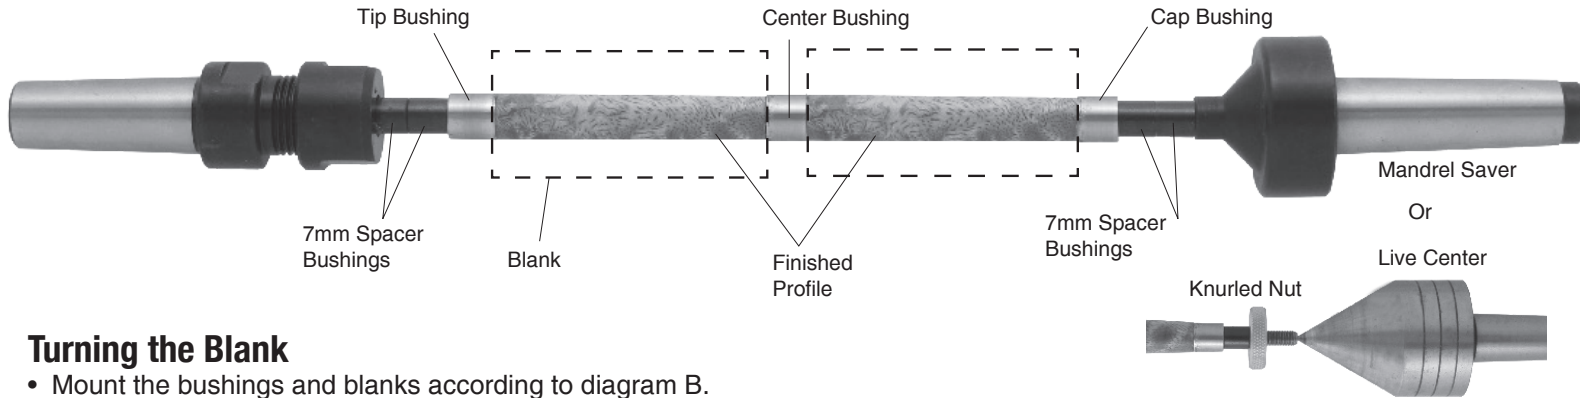 Tip Bushing
Center Bushing
Cap Bushing
7mm Spacer
Bushings
Blank
Finished
Profile
7mm Spacer
Bushings
Mandrel Saver
Or
Live Center
Knurled Nut
Turning the Blank
• Mount the bushings and blanks according to diagram B.